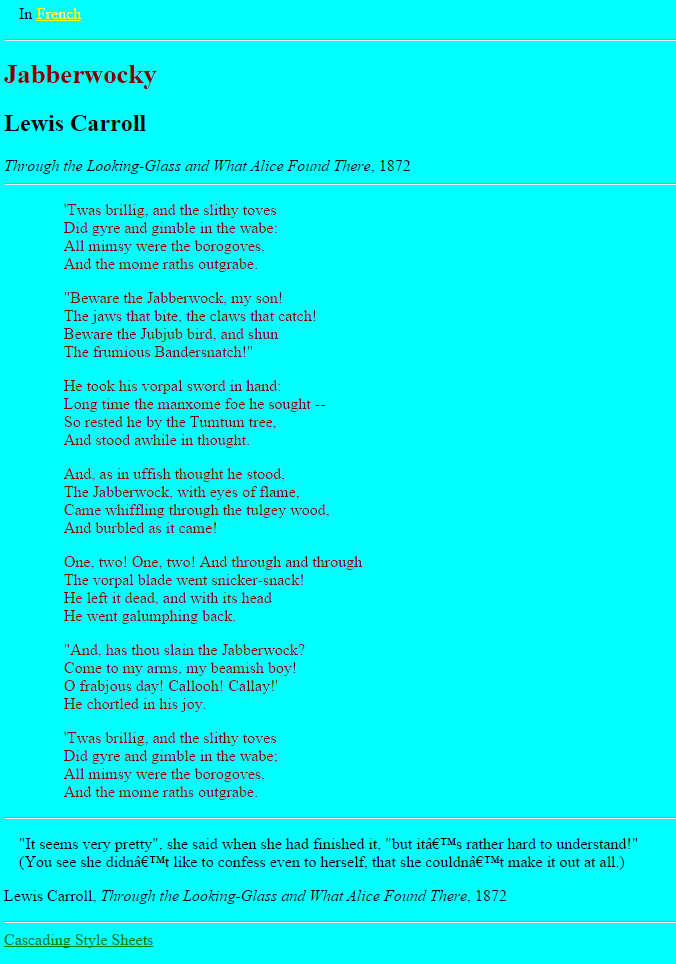 In French
Jabberwocky
Lewis Carroll
Through the Looking-Glass and What Alice Found There, 1872
'Twas brillig, and the slithy toves
Did gyre and gimble in the wabe:
All mimsy were the borogoves,
And the mome raths outgrabe.
"Beware the Jabberwock, my son!
The jaws that bite, the claws that catch!
Beware the Jubjub bird, and shun
The frumious Bandersnatch!"
He took his vorpal sword in hand:
Long time the manxome foe he sought --
So rested he by the Tumtum tree,
And stood awhile in thought.
And, as in uffish thought he stood,
The Jabberwock, with eyes of flame,
Came whiffling through the tulgey wood,
And burbled as it came!
One, two! One, two! And through and through
The vorpal blade went snicker-snack!
He left it dead, and with its head
He went galumphing back.
"And, has thou slain the Jabberwock?
Come to my arms, my beamish boy!
O frabjous day! Callooh! Callay!'
He chortled in his joy.
'Twas brillig, and the slithy toves
Did gyre and gimble in the wabe;
All mimsy were the borogoves,
And the mome raths outgrabe.
"It seems very pretty", she said when she had finished it, "but itâ€™s rather hard to understand!"
(You see she didnâ€™t like to confess even to herself, that she couldnâ€™t make it out at all.)
Lewis Carroll, Through the Looking-Glass and What Alice Found There, 1872
Cascading Style Sheets